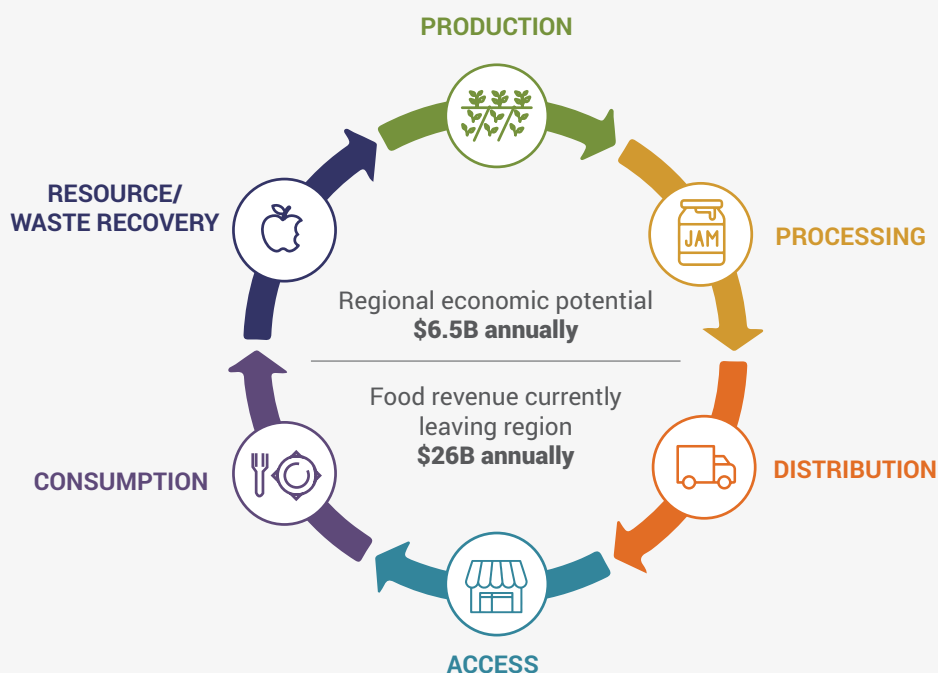 PRODUCTION
RESOURCE/
WASTE RECOVERY
JAM
PROCESSING
Regional economic potential
$6.5B annually
Food revenue currently
leaving region
$26B annually
CONSUMPTION
DISTRIBUTION
ACCESS